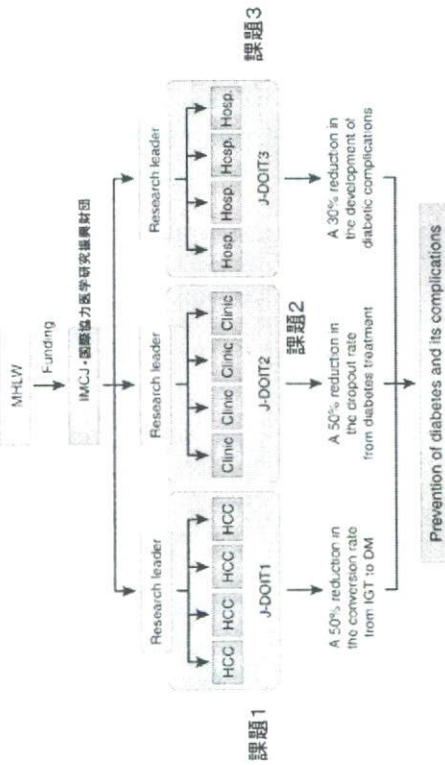 MHLW
Funding
IMCJ・国際協力医学研究振興財団
Research leader
Research leader
Research leader
HCC HCC HCC HCC
Clinic Clinic Clinic Clinic
Hosp. Hosp. Hosp. Hosp.
J-DOIT1
J-DOIT2
J-DOIT3
課題1
課題2
課題3
A 50% reduction in
the conversion rate
from IGT to DM
A 50% reduction in
the dropout rate
from diabetes treatment
A 30% reduction in
the development of
diabetic complications
Prevention of diabetes and its complications